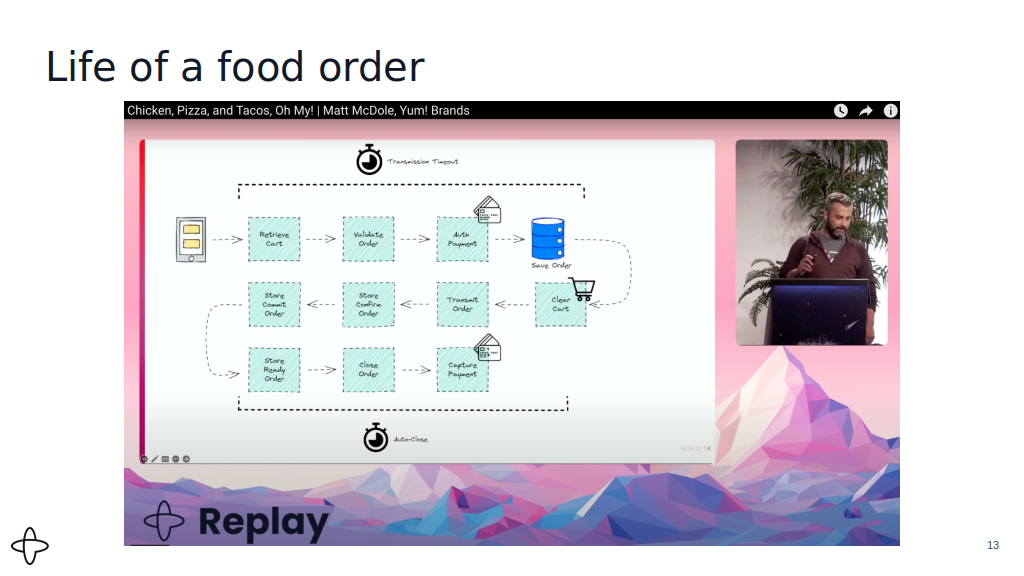 Life of a food order
Chicken, Pizza, and Tacos, Oh My! | Matt McDole, Yum! Brands
Transmission Timeout
Retrieve
Cart
Validate
Order
Auth
Payment
Save Order
Store
Commit
Order
Store
Confirm
Order
Transmit
Order
Clear
Cart
Store
Ready
Order
Close
Order
Capture
Payment
Auto-Close
14
Replay
13